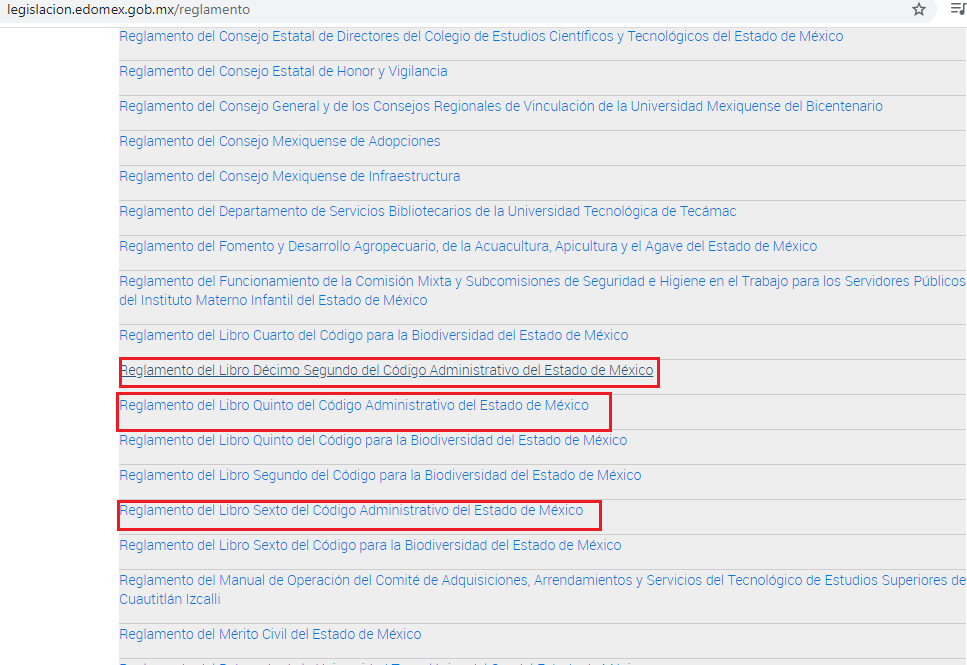 legislacion.edomex.gob.mx/reglamento
Reglamento del Consejo Estatal de Directores del Colegio de Estudios Científicos y Tecnológicos del Estado de México
Reglamento del Consejo Estatal de Honor y Vigilancia
Reglamento del Consejo General y de los Consejos Regionales de Vinculación de la Universidad Mexiquense del Bicentenario
Reglamento del Consejo Mexiquense de Adopciones
Reglamento del Consejo Mexiquense de Infraestructura
Reglamento del Departamento de Servicios Bibliotecarios de la Universidad Tecnológica de Tecámac
Reglamento del Fomento y Desarrollo Agropecuario, de la Acuacultura, Apicultura y el Agave del Estado de México
Reglamento del Funcionamiento de la Comisión Mixta y Subcomisiones de Seguridad e Higiene en el Trabajo para los Servidores Públicos
del Instituto Materno Infantil del Estado de México
Reglamento del Libro Cuarto del Código para la Biodiversidad del Estado de México
Reglamento del Libro Décimo Segundo del Código Administrativo del Estado de México
Reglamento del Libro Quinto del Código Administrativo del Estado de México
Reglamento del Libro Quinto del Código para la Biodiversidad del Estado de México
Reglamento del Libro Segundo del Código para la Biodiversidad del Estado de México
Reglamento del Libro Sexto del Código Administrativo del Estado de México
Reglamento del Libro Sexto del Código para la Biodiversidad del Estado de México
Reglamento del Manual de Operación del Comité de Adquisiciones, Arrendamientos y Servicios del Tecnológico de Estudios Superiores de
Cuautitlán Izcalli
Reglamento del Mérito Civil del Estado de México